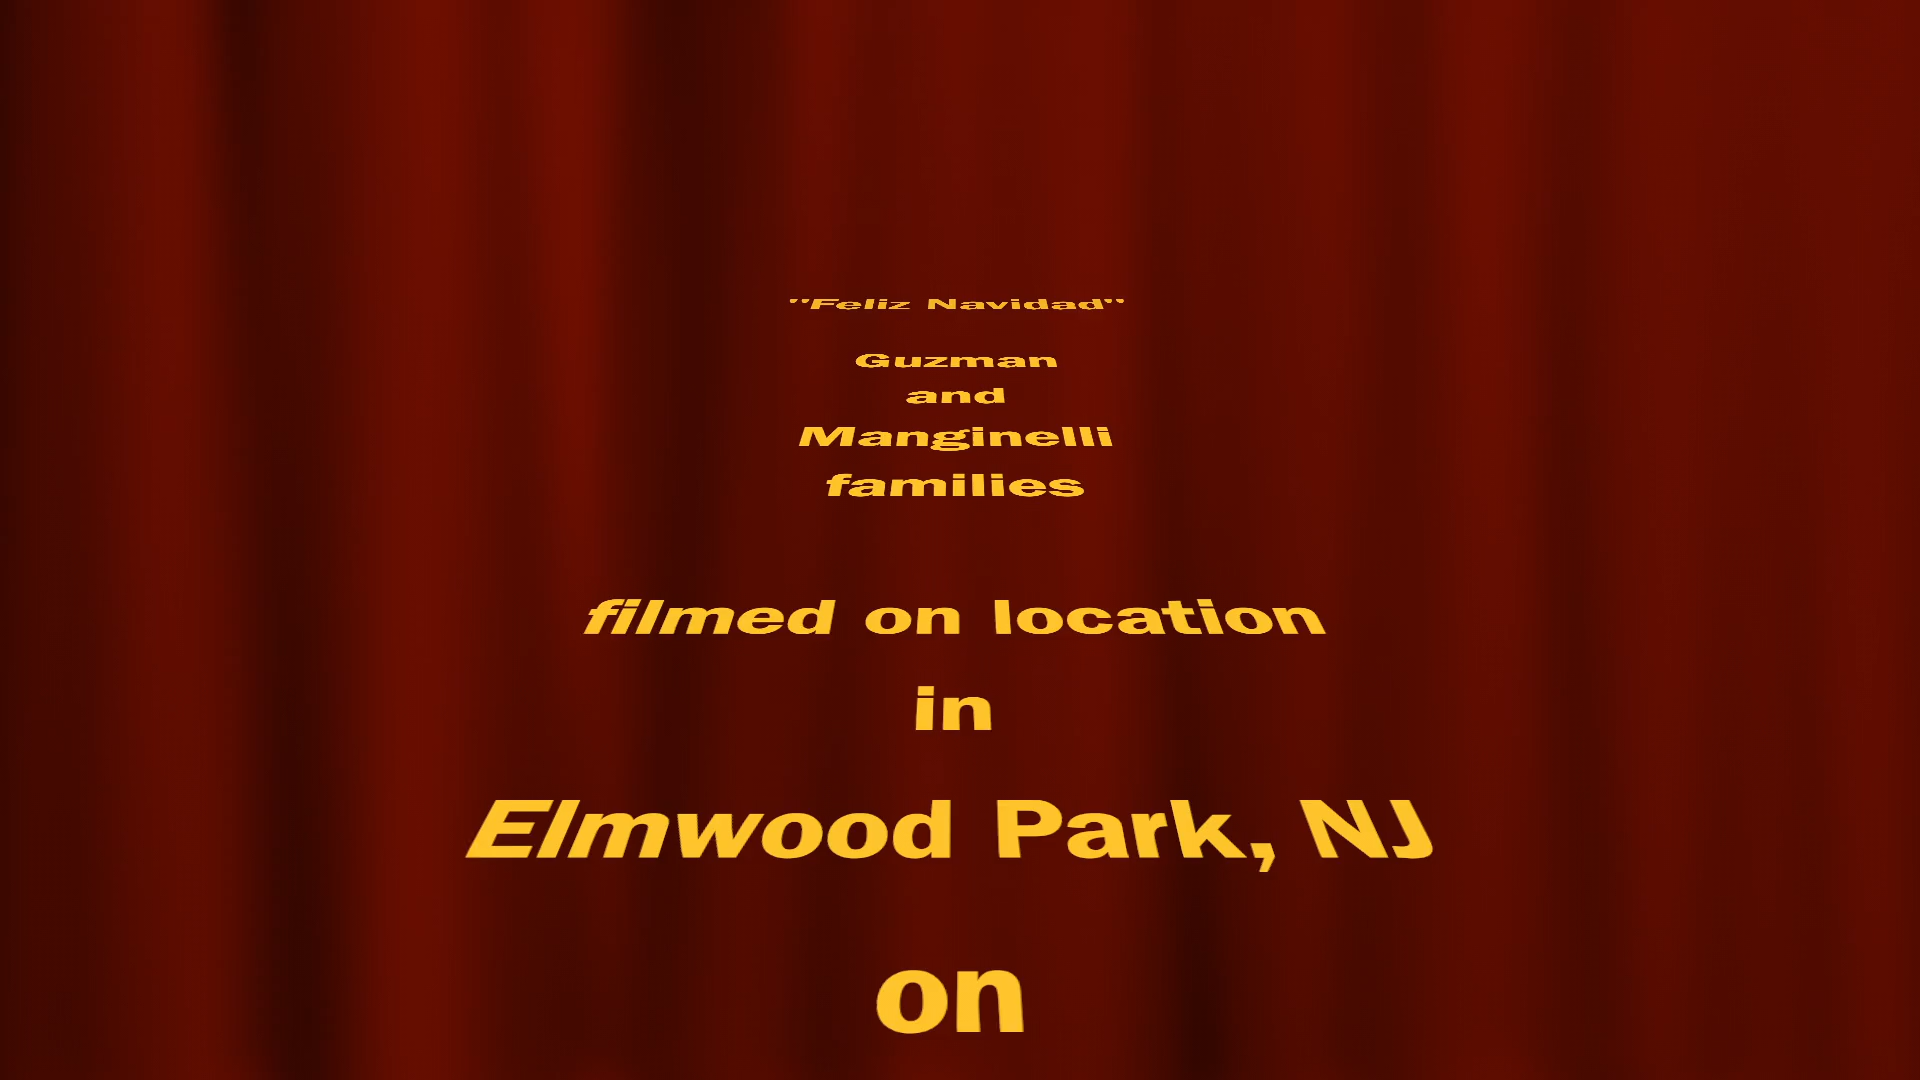 "Feliz Navidad"
Guzman
and
Manginelli
families
filmed on location
in
Elmwood Park, NJ
on